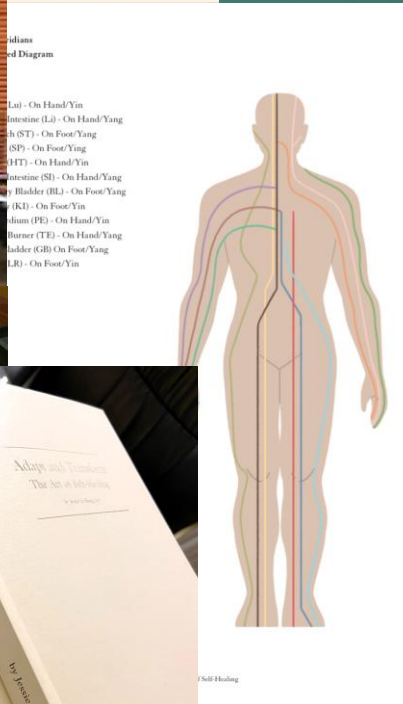 ridians
ed Diagram
Lu) - On Hand/Yin
Intestine (Li) - On Hand/Yang
ch (ST) - On Foot/Yang
(SP) - On Foot/Ying
(HT) - On Hand/Yin
Intestine (SI) - On Hand/Yang
y Bladder (BL) - On Foot/Yang
(KI) - On Foot/Yin
dium (PE) - On Hand/Yin
Burner (TE) - On Hand/Yang
ladder (GB) On Foot/Yang
LR) - On Foot/Yin
Adapt and
The Art of Self-Healing
by Jessie
f Self-Healing